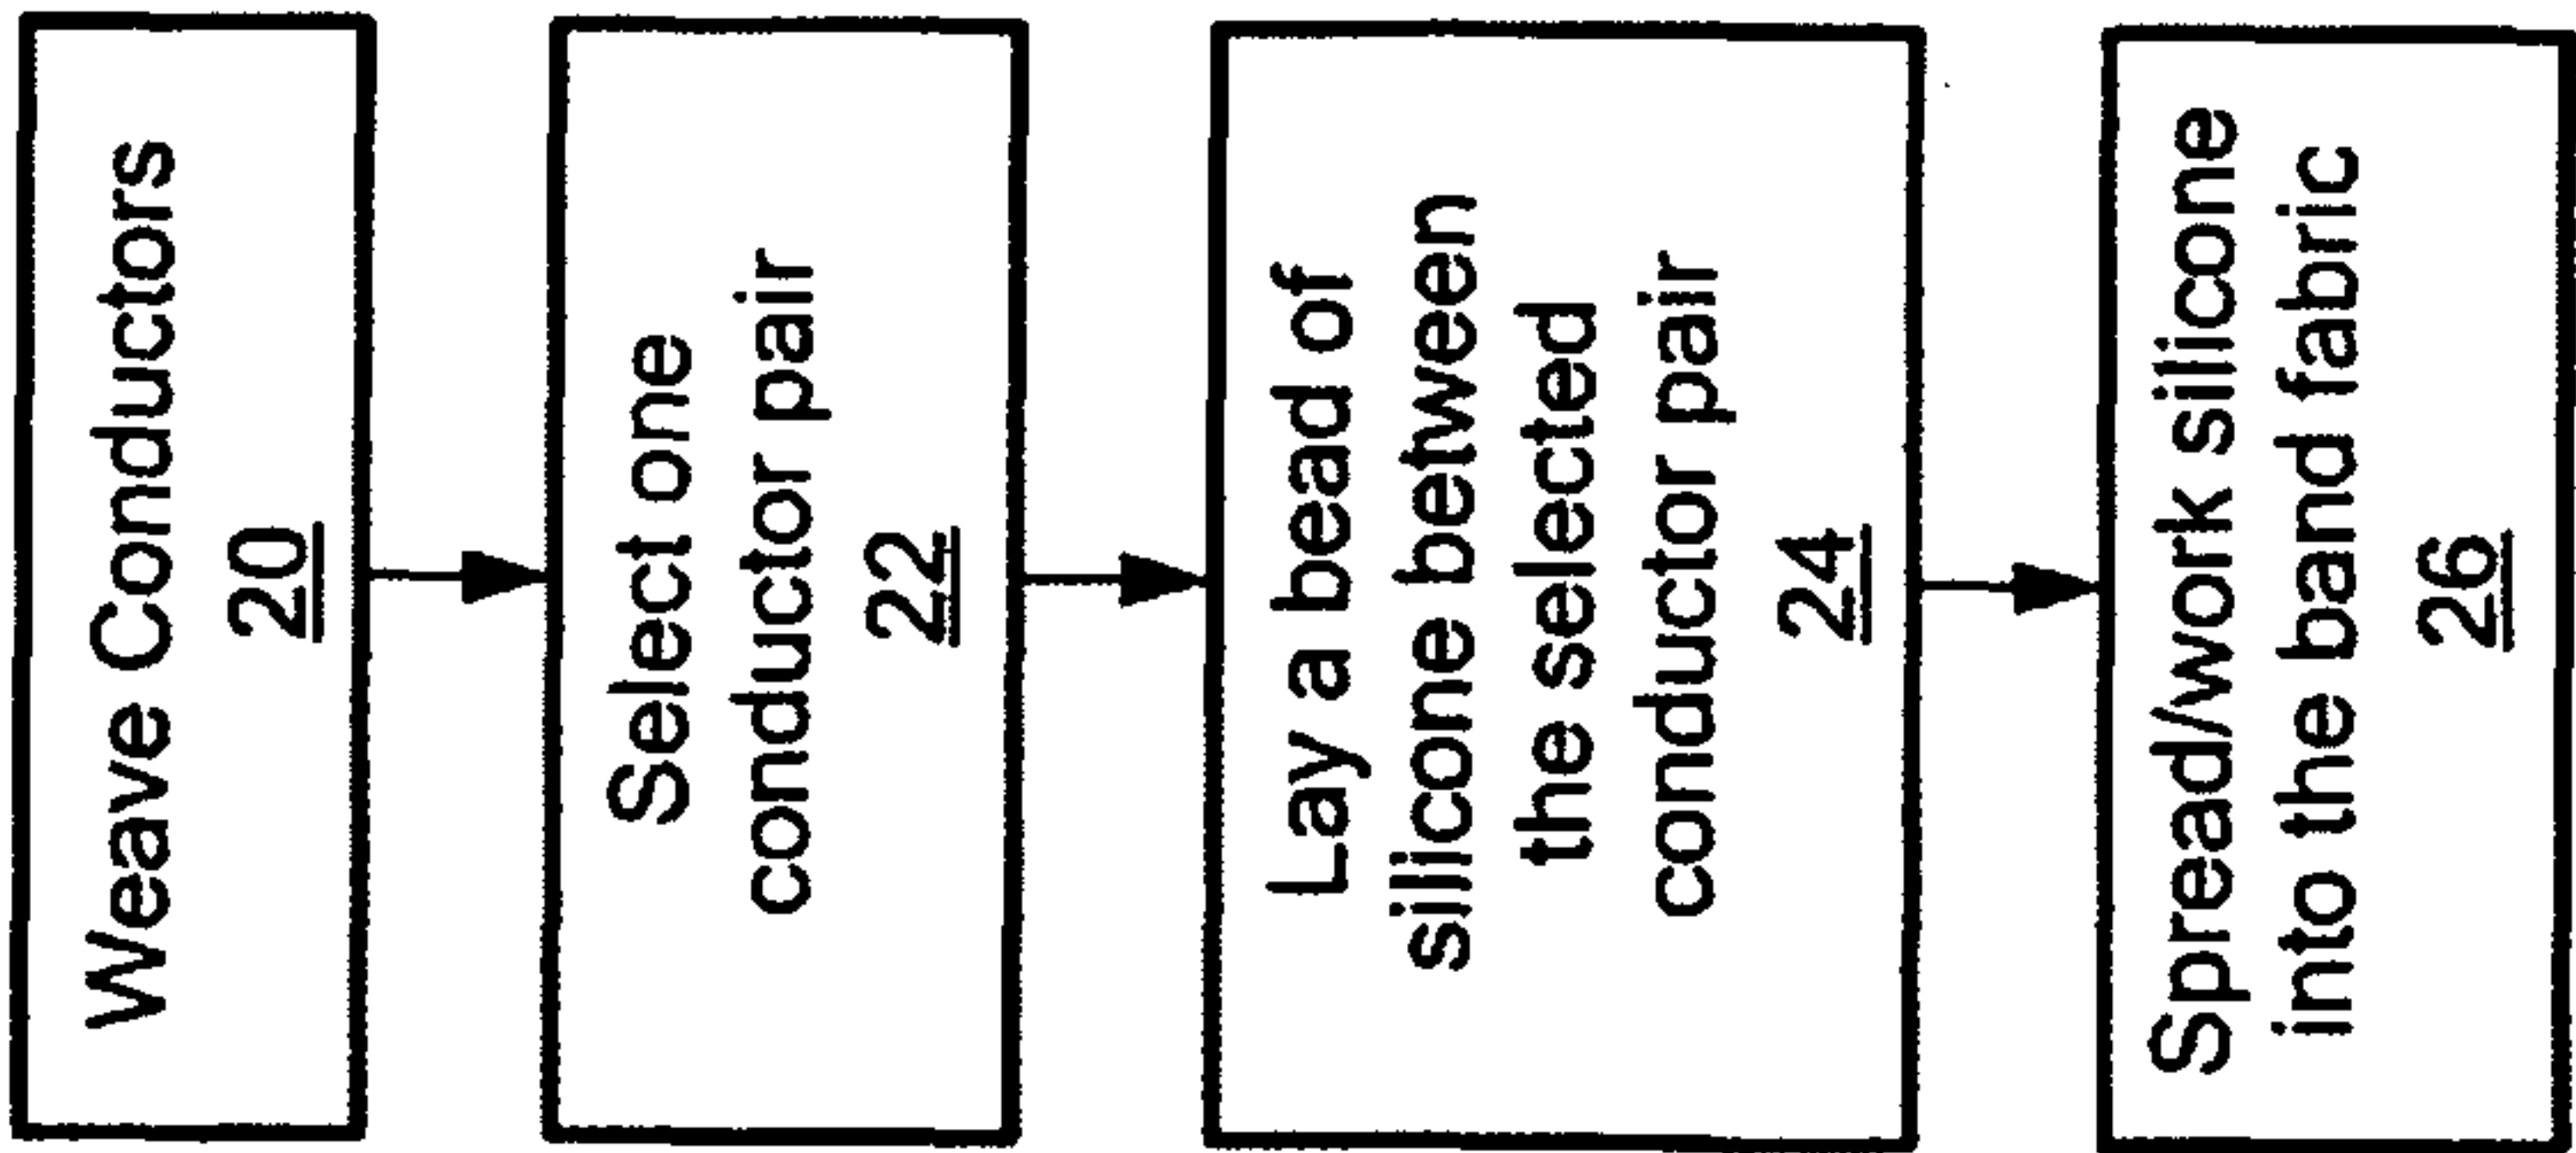 Weave Conductors
20
Select one
conductor pair
22
Lay a bead of
silicone between
the selected
conductor pair
24
Spread/work silicone
into the band fabric
26